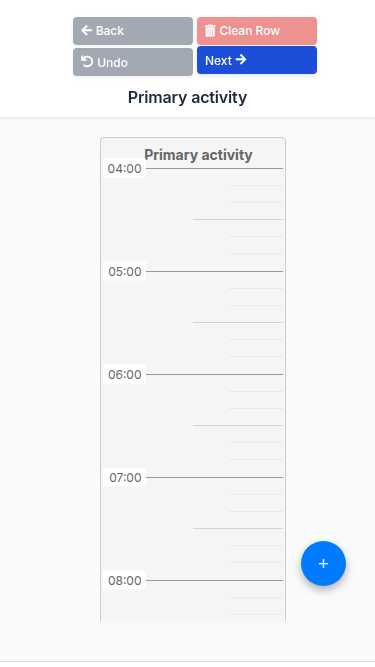 Back
Clean Row
Undo
Next
Primary activity
Primary activity
04:00
05:00
06:00
07:00
08:00
+